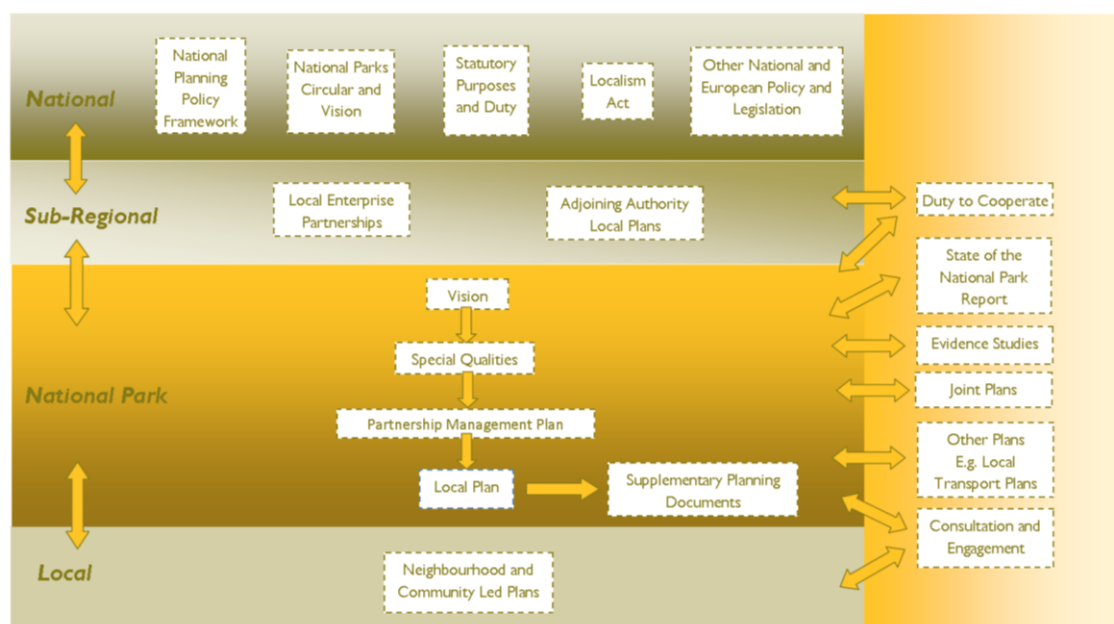 National
National
Planning
Policy
Framework
National Parks
Circular and
Vision
Statutory
Purposes
and Duty
Localism
Act
Other National and
European Policy and
Legislation
Sub-Regional
Local Enterprise
Partnerships
Adjoining Authority
Local Plans
Duty to Cooperate
State of the
National Park
Report
National Park
Vision
Special Qualities
Partnership Management Plan
Local Plan
Supplementary Planning
Documents
Evidence Studies
Joint Plans
Other Plans
E.g. Local
Transport Plans
Consultation and
Engagement
Local
Neighbourhood and
Community Led Plans